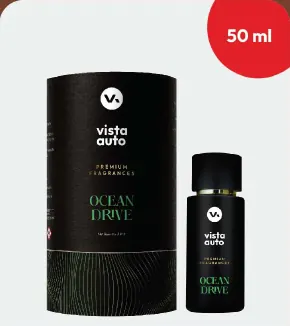 50 ml
vista
auto
PREMIUM
FRAGRANCES
OCEAN
DRIVE
vista
auto
PREMIUM
FRAGRANCES
OCEAN
DRIVE